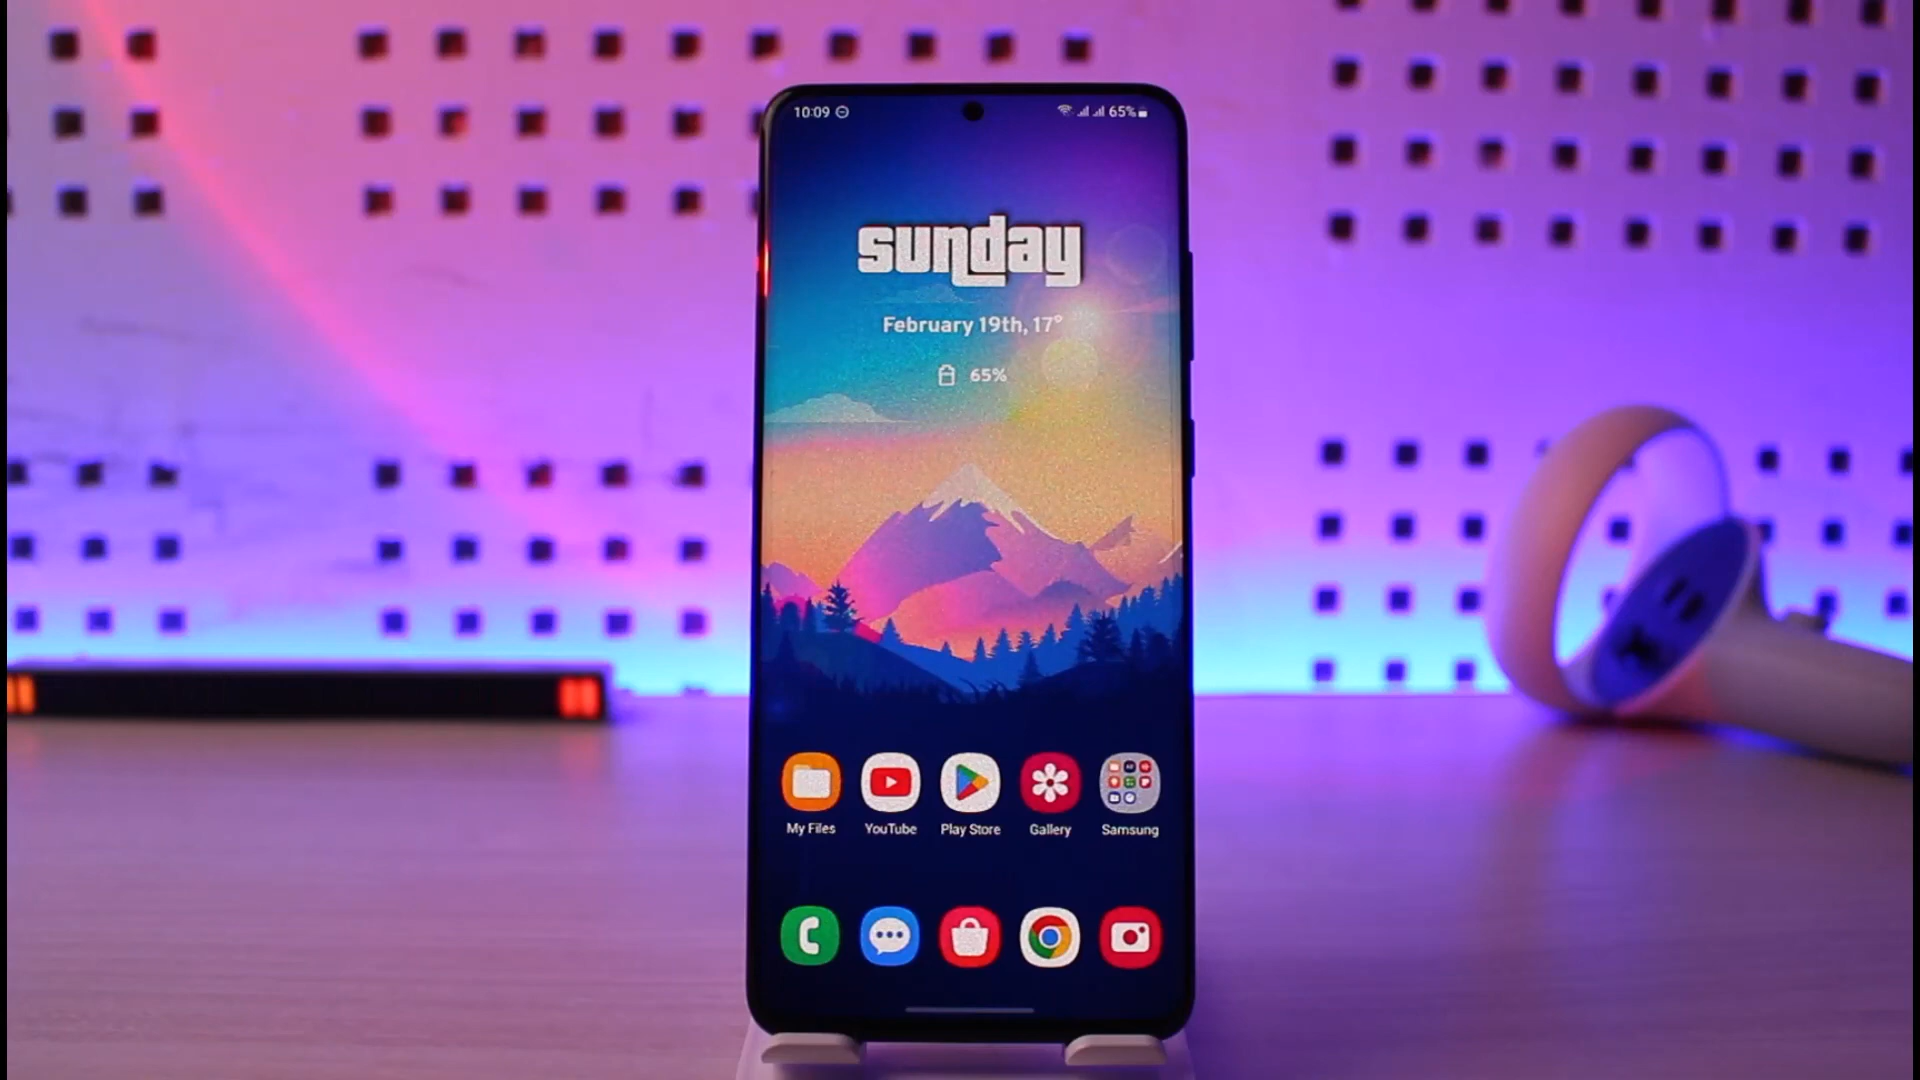 10:09 65%
sunday
February 19th, 17°
65%
My Files YouTube Play Store Gallery Samsung